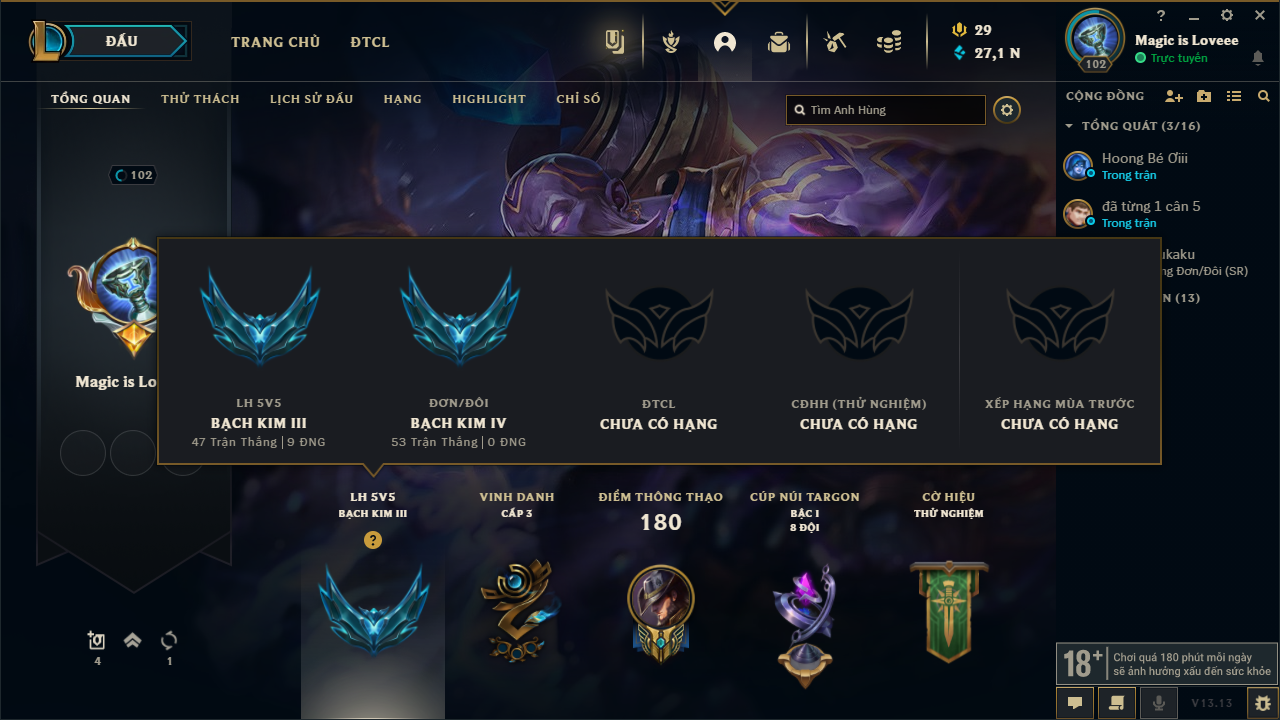 ĐẤU
TRANG CHỦ
ĐTCL
29
27,1 N
102
Magic is Loveee
Trực tuyến
TỔNG QUAN
THỬ THÁCH
LỊCH SỬ ĐẤU
HẠNG
HIGHLIGHT
CHỈ SỐ
Tìm Anh Hùng
CỘNG ĐỒNG
TỔNG QUÁT (3/16)
Hoong Bé Ơiii
Trong trận
đã từng 1 cân 5
Trong trận
ukaku
ng Đơn/Đôi (SR)
N (13)
102
Magic is Lo
LH 5V5
BẠCH KIM III
47 Trận Thắng | 9 ĐNG
ĐƠN/ĐÔI
BẠCH KIM IV
53 Trận Thắng | 0 ĐNG
ĐTCL
CHƯA CÓ HẠNG
CĐHH (THỬ NGHIỆM)
CHƯA CÓ HẠNG
XẾP HẠNG MÙA TRƯỚC
CHƯA CÓ HẠNG
LH 5V5
BẠCH KIM III
?
VINH DANH
CẤP 3
ĐIỂM THÔNG THẠO
180
CÚP NÚI TARGON
BẬC I
8 ĐỘI
CỜ HIỆU
THỬ NGHIỆM
4
1
18+
Chơi quá 180 phút mỗi ngày
sẽ ảnh hưởng xấu đến sức khỏe
V13.13